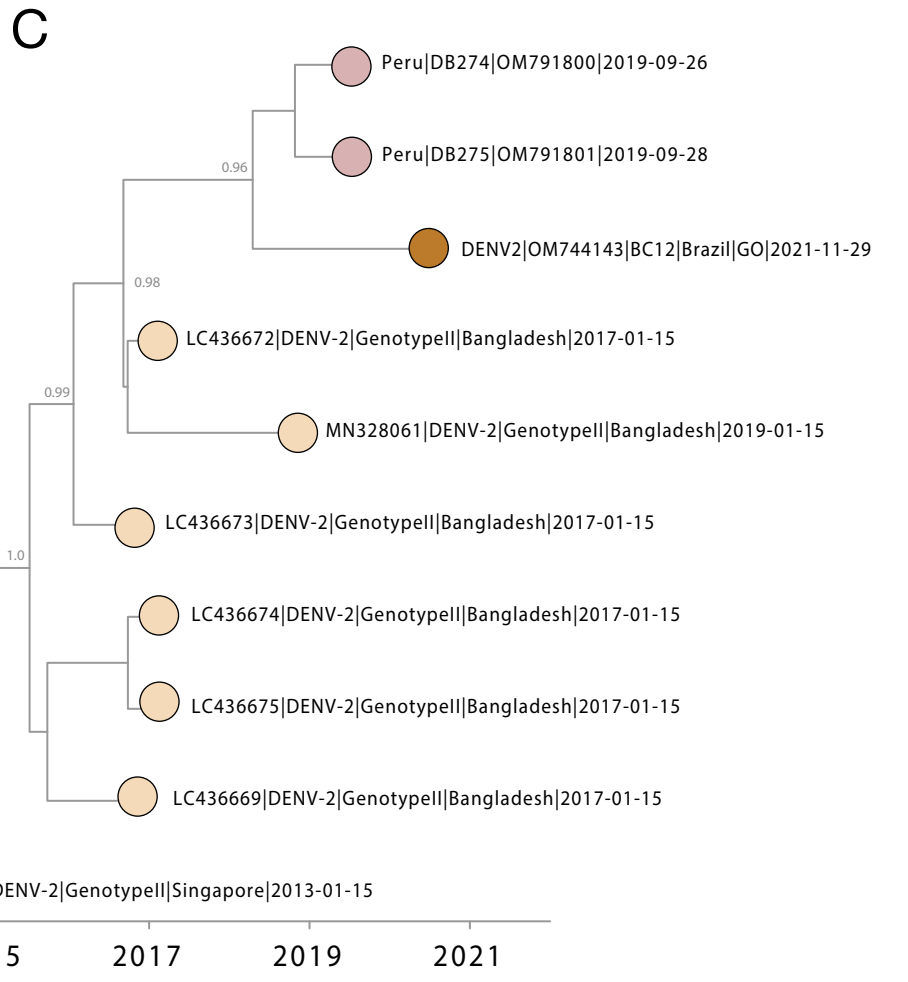 C
Peru|DB274|OM791800|2019-09-26
Peru|DB275|OM791801|2019-09-28
0.96
DENV2|OM744143|BC12|Brazil|GO|2021-11-29
0.98
LC436672|DENV-2|GenotypeII|Bangladesh|2017-01-15
0.99
MN328061|DENV-2|GenotypeII|Bangladesh|2019-01-15
LC436673|DENV-2|GenotypeII|Bangladesh|2017-01-15
1.0
LC436674|DENV-2|GenotypeII|Bangladesh|2017-01-15
LC436675|DENV-2|GenotypeII|Bangladesh|2017-01-15
LC436669|DENV-2|GenotypeII|Bangladesh|2017-01-15
DENV-2|GenotypeII|Singapore|2013-01-15
5 2017 2019 2021